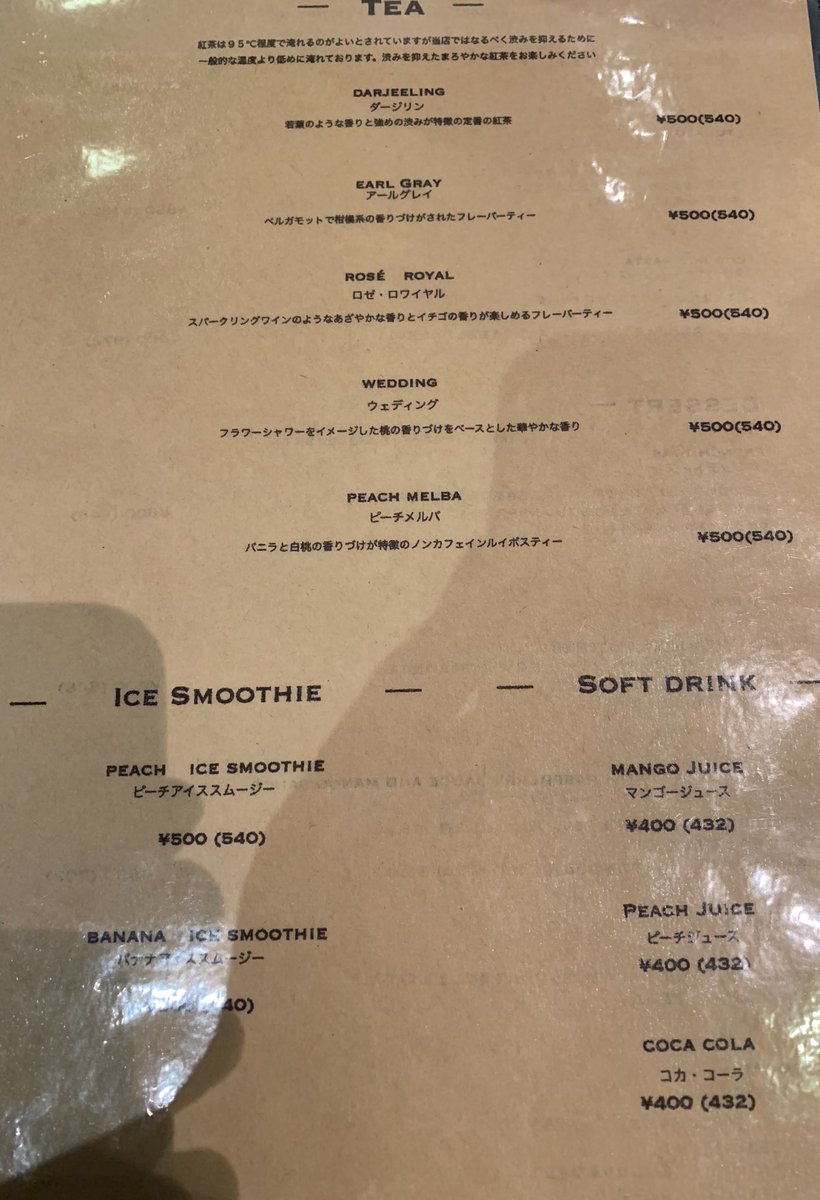 TEA
紅茶は95℃程度で淹れるのがよいとされていますが当店ではなるべく渋みを抑えるために
一般的な温度より低めに淹れております。渋みを抑えたまろやかな紅茶をお楽しみください
DARJEELING
ダージリン
若葉のような香りと強めの渋みが特徴の定番の紅茶
¥500(540)
EARL GRAY
アールグレイ
ベルガモットで柑橘系の香りづけがされたフレーバーティー
¥500(540)
ROSÉ ROYAL
ロゼ・ロワイヤル
スパークリングワインのようなあざやかな香りとイチゴの香りが楽しめるフレーバーティー
¥500(540)
WEDDING
ウェディング
フラワーシャワーをイメージした桃の香りづけをベースとした華やかな香り
¥500(540)
PEACH MELBA
ピーチメルバ
バニラと白桃の香りづけが特徴のノンカフェインルイボスティー
¥500(540)
ICE SMOOTHIE
PEACH ICE SMOOTHIE
ピーチアイススムージー
¥500 (540)
BANANA ICE SMOOTHIE
バナナアイススムージー
SOFT DRINK
MANGO JUICE
マンゴージュース
¥400 (432)
PEACH JUICE
ピーチジュース
¥400 (432)
COCA COLA
コカ・コーラ
¥400 (432)